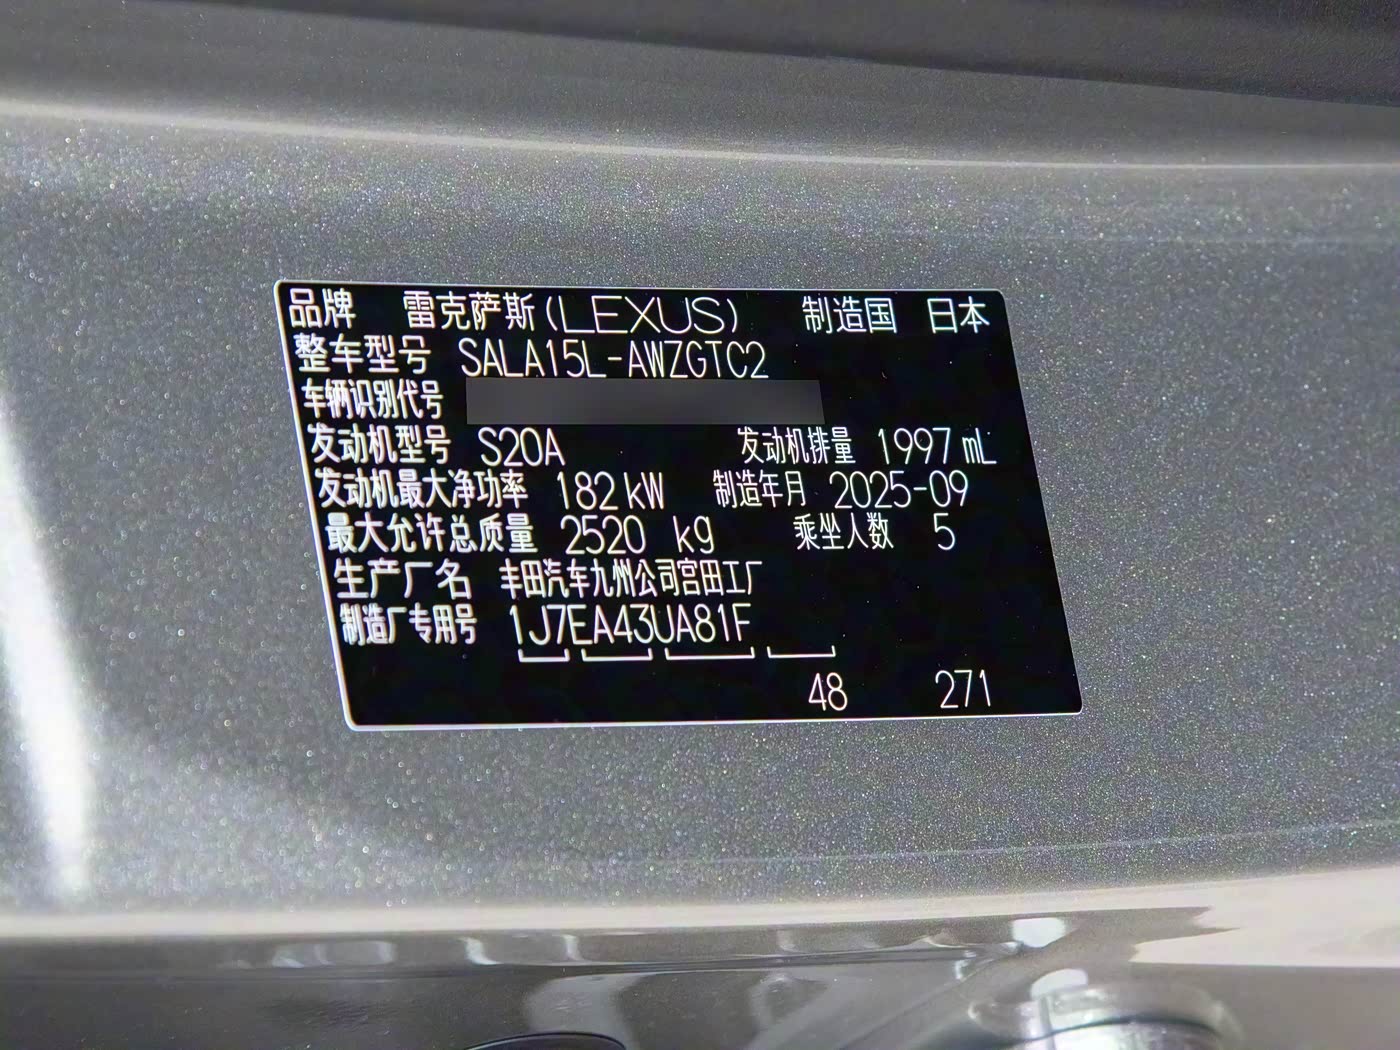 品牌 雷克萨斯(LEXUS) 制造国 日本
整车型号 SALA15L-AWZGTC2
车辆识别代号
发动机型号 S20A 发动机排量 1997 mL
发动机最大净功率 182 kW 制造年月 2025-09
最大允许总质量 2520 kg 乘坐人数 5
生产厂名 丰田汽车九州公司宫田工厂
制造厂专用号 1J7EA43UA81F
48 271